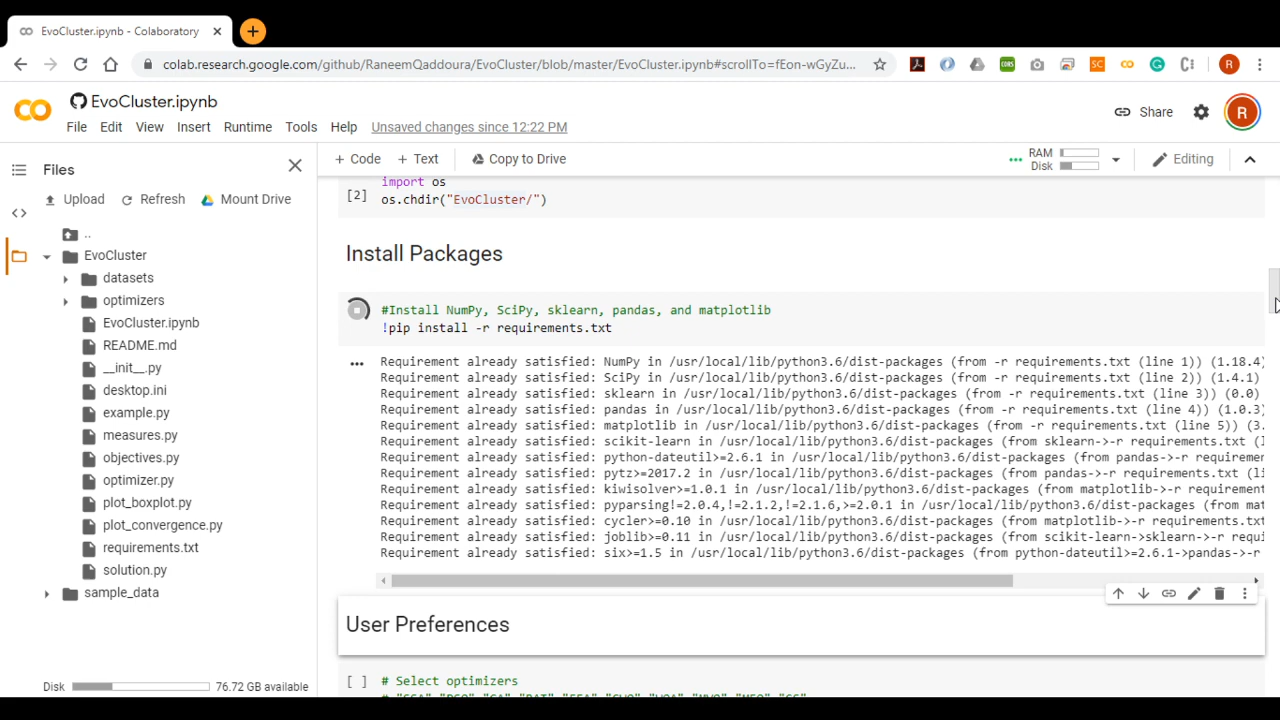 EvoCluster.ipynb - Colaboratory
colab.research.google.com/github/RaneemQaddoura/EvoCluster/blob/master/EvoCluster.ipynb#scrollTo=fEon-wGyZu...
SC
CORS
R
EvoCluster.ipynb
File Edit View Insert Runtime Tools Help Unsaved changes since 12:22 PM
Share
R
Files
+ Code + Text Copy to Drive
RAM
Disk
Editing
Upload Refresh Mount Drive
..
EvoCluster
datasets
optimizers
EvoCluster.ipynb
README.md
__init__.py
desktop.ini
example.py
measures.py
objectives.py
optimizer.py
plot_boxplot.py
plot_convergence.py
requirements.txt
solution.py
sample_data
Disk 76.72 GB available
import os
[2] os.chdir("EvoCluster/")
Install Packages
#Install NumPy, SciPy, sklearn, pandas, and matplotlib
!pip install -r requirements.txt
Requirement already satisfied: NumPy in /usr/local/lib/python3.6/dist-packages (from -r requirements.txt (line 1)) (1.18.4)
Requirement already satisfied: SciPy in /usr/local/lib/python3.6/dist-packages (from -r requirements.txt (line 2)) (1.4.1)
Requirement already satisfied: sklearn in /usr/local/lib/python3.6/dist-packages (from -r requirements.txt (line 3)) (0.0)
Requirement already satisfied: pandas in /usr/local/lib/python3.6/dist-packages (from -r requirements.txt (line 4)) (1.0.3)
Requirement already satisfied: matplotlib in /usr/local/lib/python3.6/dist-packages (from -r requirements.txt (line 5)) (3.
Requirement already satisfied: scikit-learn in /usr/local/lib/python3.6/dist-packages (from sklearn->-r requirements.txt (l
Requirement already satisfied: python-dateutil>=2.6.1 in /usr/local/lib/python3.6/dist-packages (from pandas->-r requiremen
Requirement already satisfied: pytz>=2017.2 in /usr/local/lib/python3.6/dist-packages (from pandas->-r requirements.txt (li
Requirement already satisfied: kiwisolver>=1.0.1 in /usr/local/lib/python3.6/dist-packages (from matplotlib->-r requirement
Requirement already satisfied: pyparsing!=2.0.4,!=2.1.2,!=2.1.6,>=2.0.1 in /usr/local/lib/python3.6/dist-packages (from mat
Requirement already satisfied: cycler>=0.10 in /usr/local/lib/python3.6/dist-packages (from matplotlib->-r requirements.txt
Requirement already satisfied: joblib>=0.11 in /usr/local/lib/python3.6/dist-packages (from scikit-learn->sklearn->-r requi
Requirement already satisfied: six>=1.5 in /usr/local/lib/python3.6/dist-packages (from python-dateutil>=2.6.1->pandas->-r
User Preferences
[ ] # Select optimizers